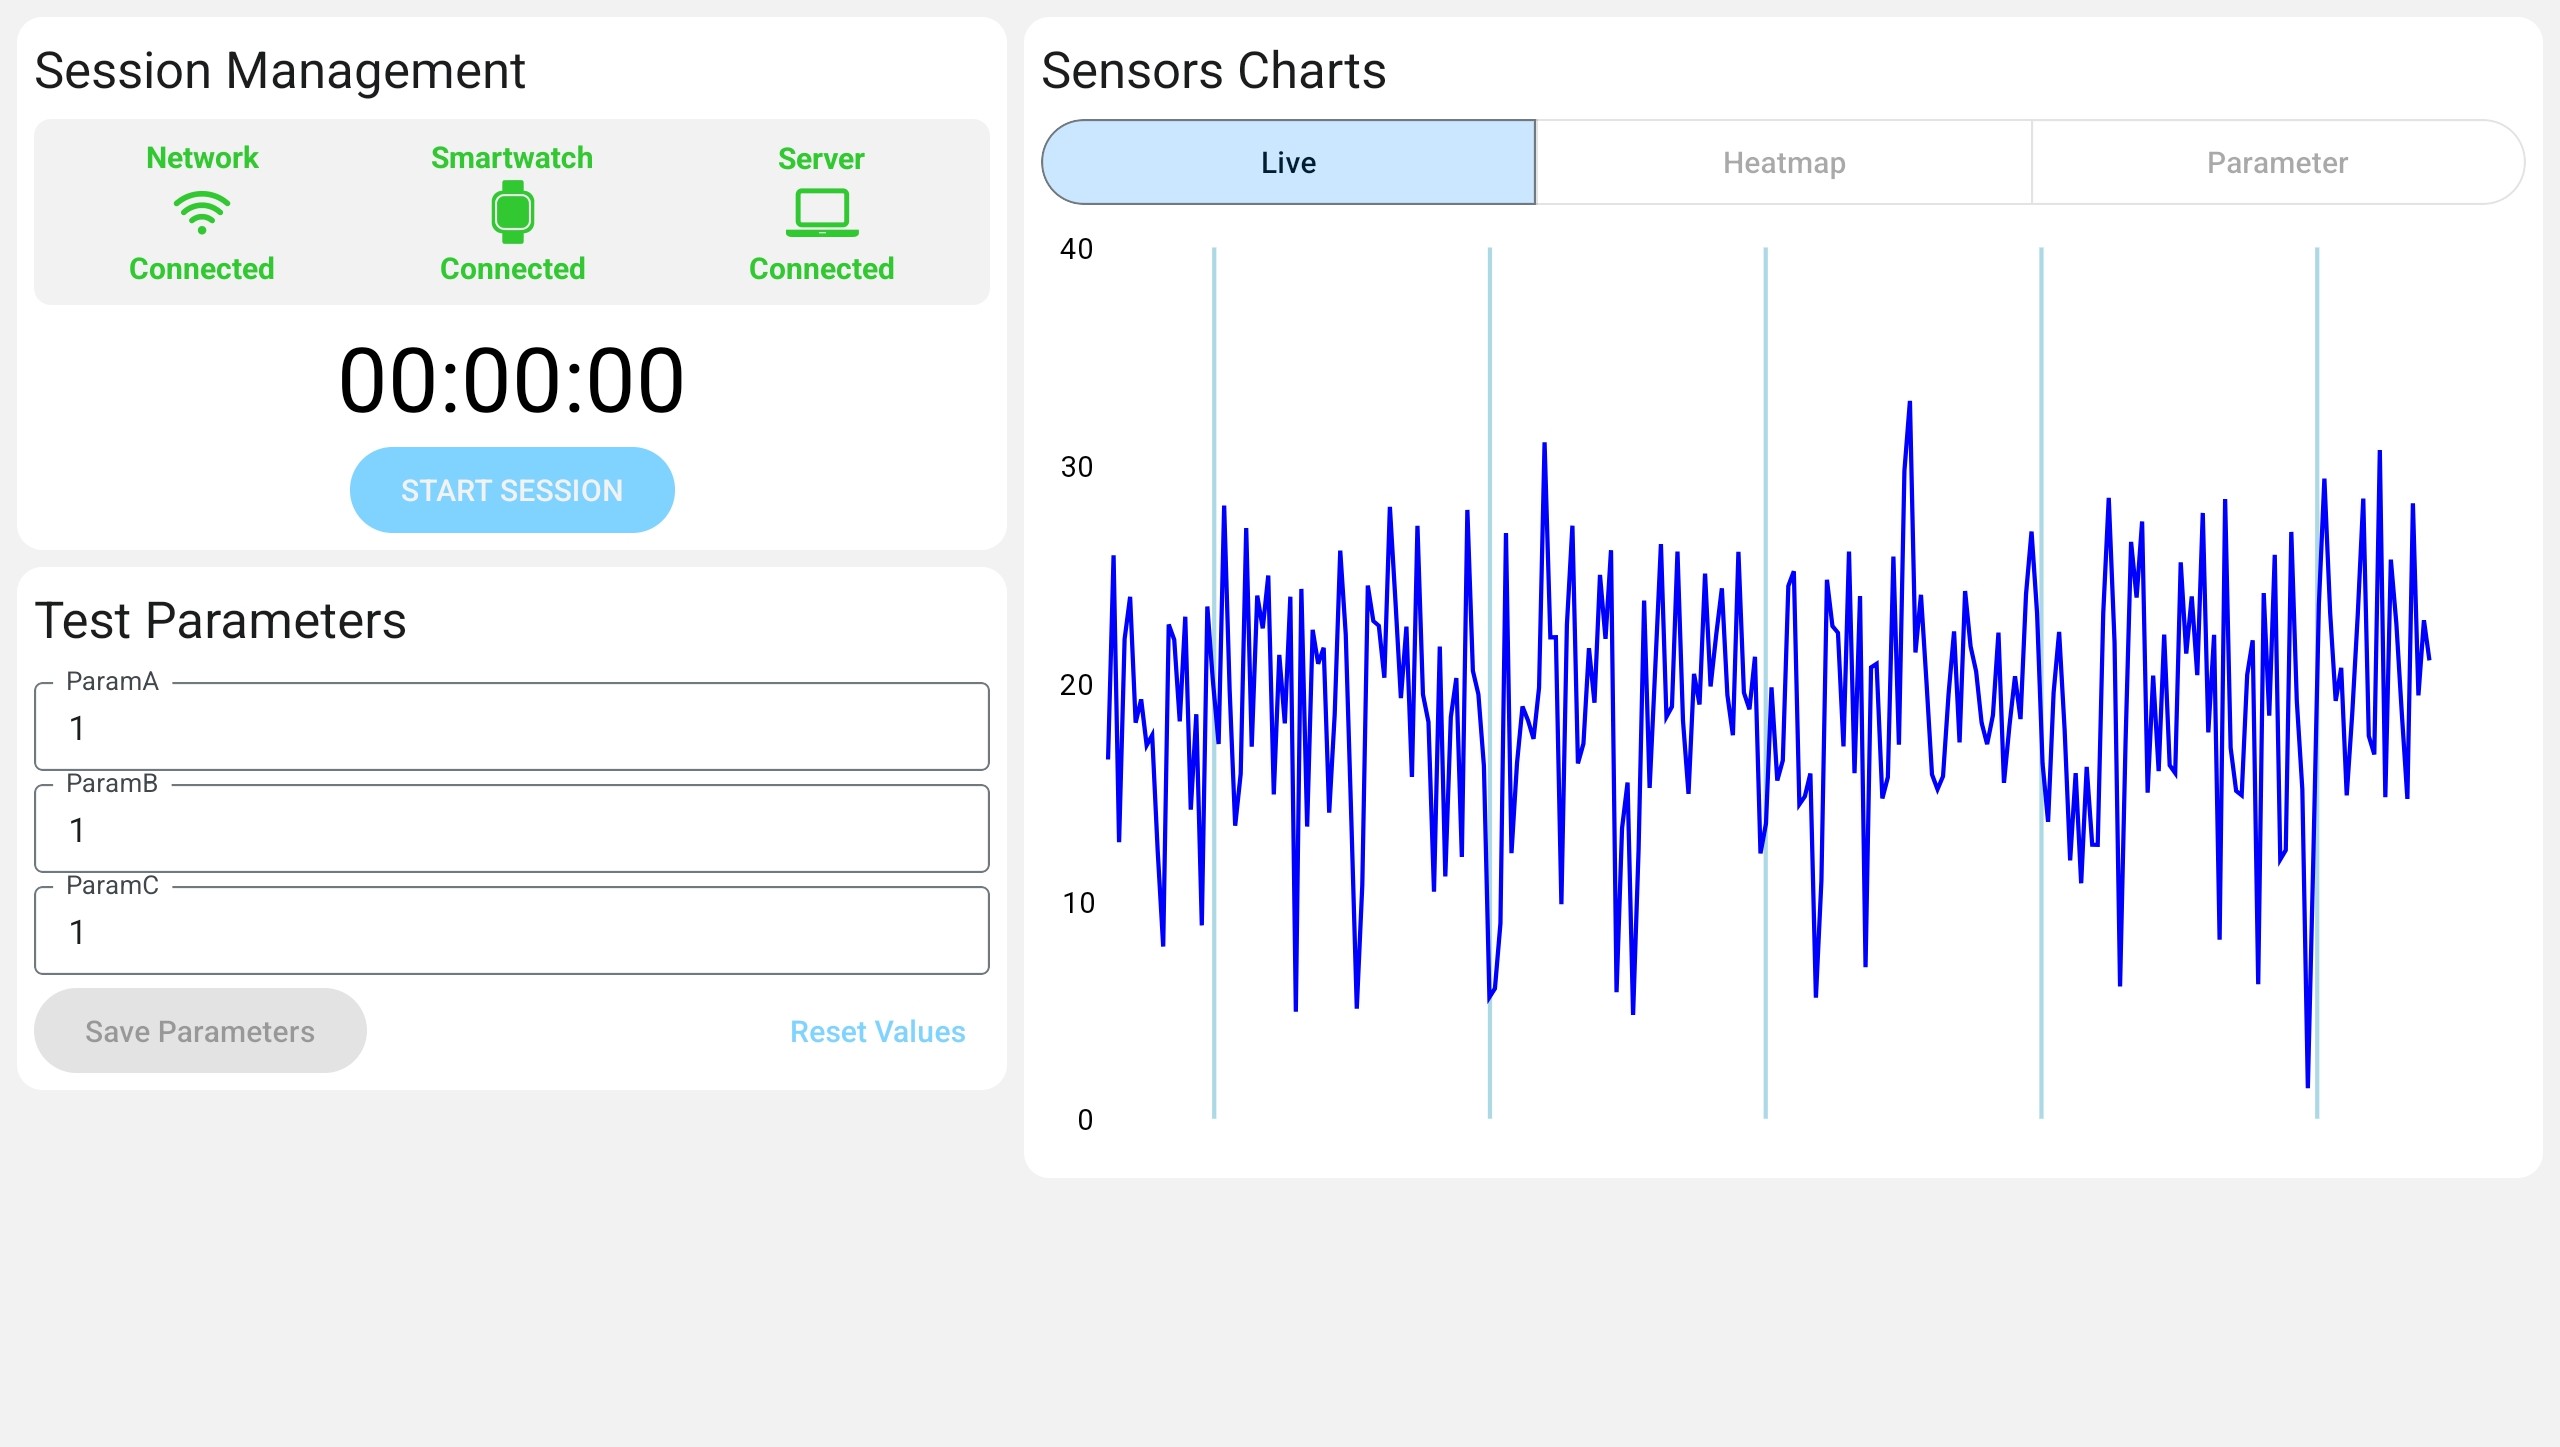 Session Management
Network
Smartwatch
Server
Connected
Connected
Connected
00:00:00
START SESSION
Test Parameters
ParamA
1
ParamB
1
ParamC
1
Save Parameters
Reset Values
Sensors Charts
Live
Heatmap
Parameter
40
30
20
10
0